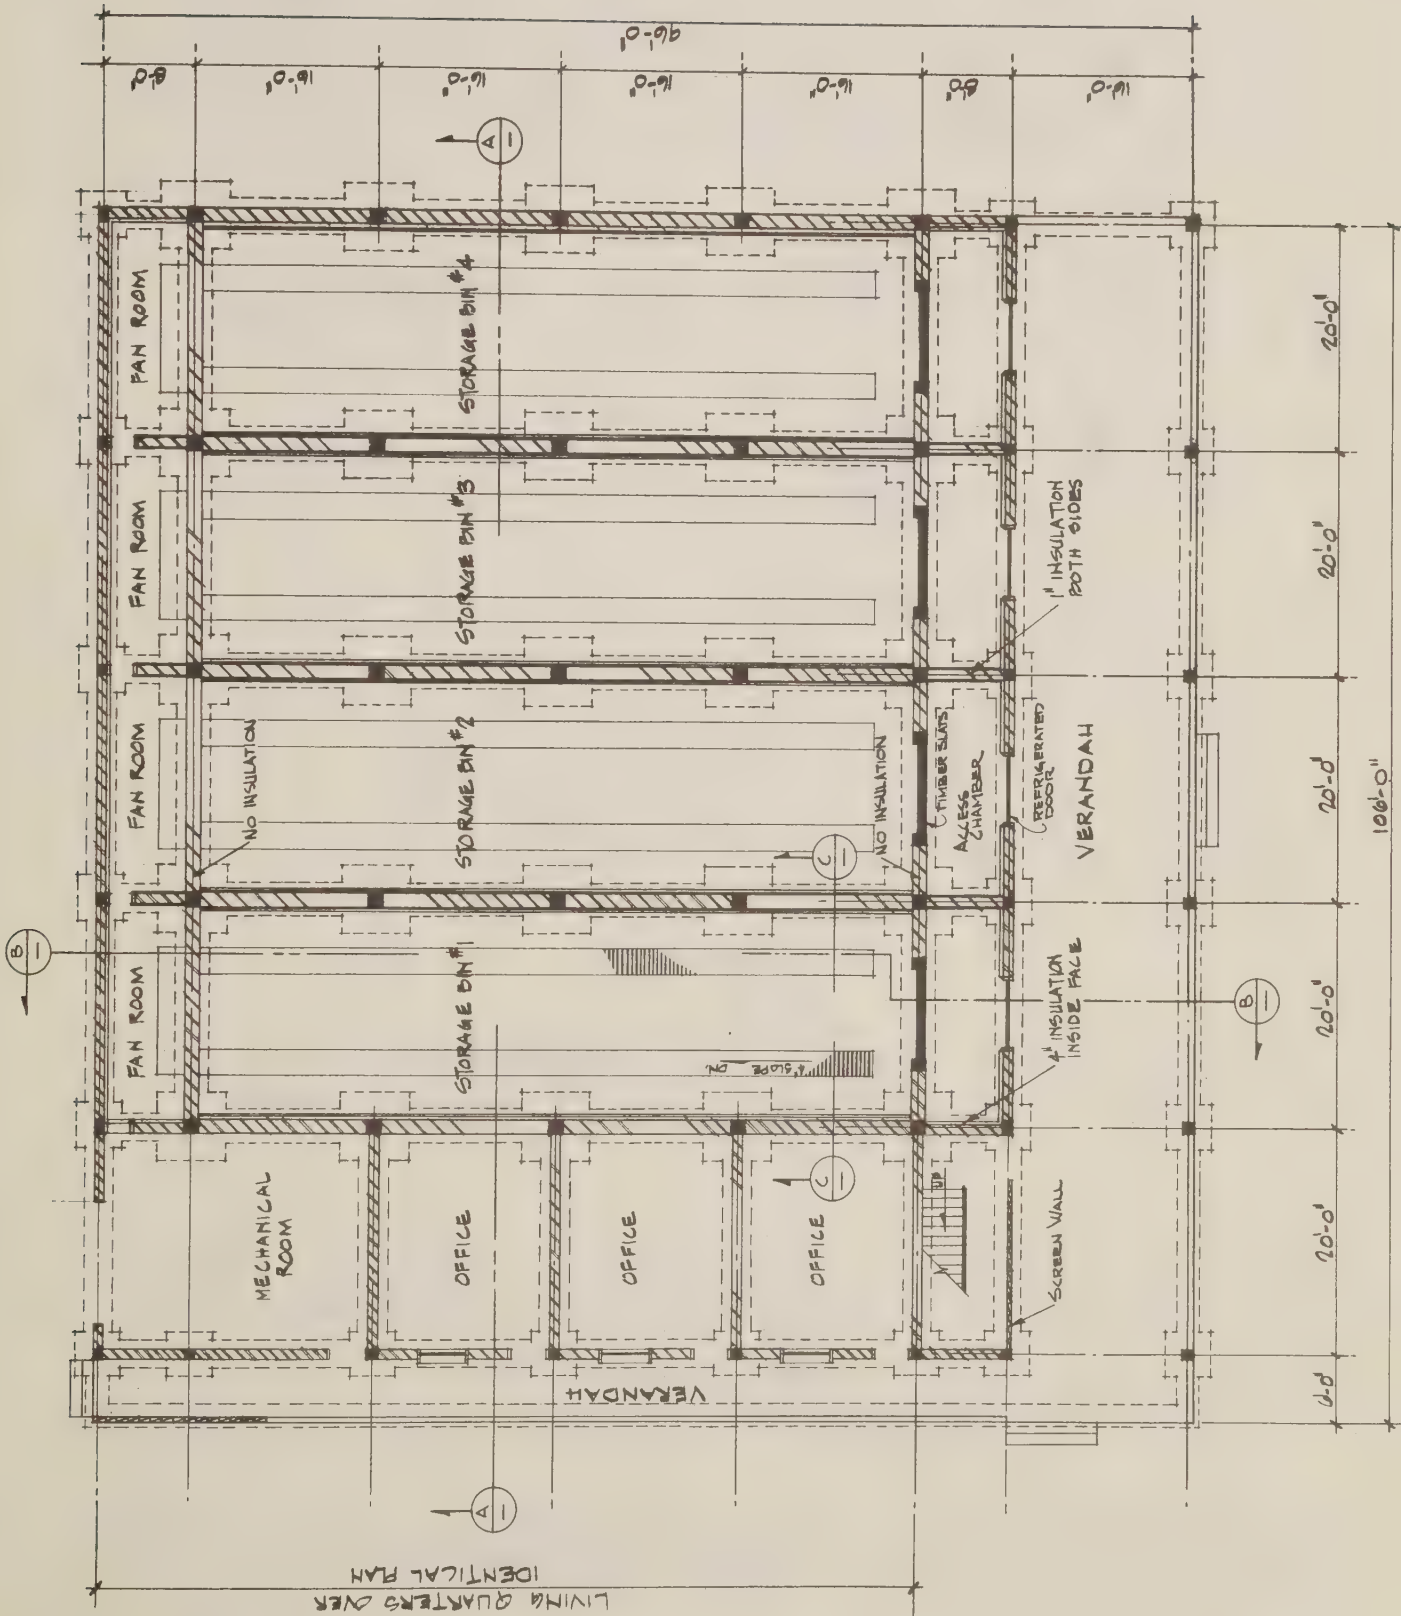 96'-0"
8'-0"
16'-0"
16'-0"
16'-0"
16'-0"
8'-0"
16'-0"
A
1
FAN ROOM
FAN ROOM
FAN ROOM
FAN ROOM
STORAGE BIN #4
STORAGE BIN #3
STORAGE BIN #2
STORAGE BIN #1
NO INSULATION
NO INSULATION
TIMBER SLATS
ACCESS
CHAMBER
REFRIGERATED
DOOR
1" INSULATION
BOTH SIDES
VERANDAH
4" INSULATION
INSIDE FACE
SLOPE
DN.
B
1
B
1
C
1
C
1
MECHANICAL
ROOM
OFFICE
OFFICE
OFFICE
UP
SCREEN WALL
VERANDAH
A
1
LIVING QUARTERS OVER
IDENTICAL PLAN
20'-0"
20'-0"
20'-0"
20'-0"
20'-0"
6'-0"
106'-0"